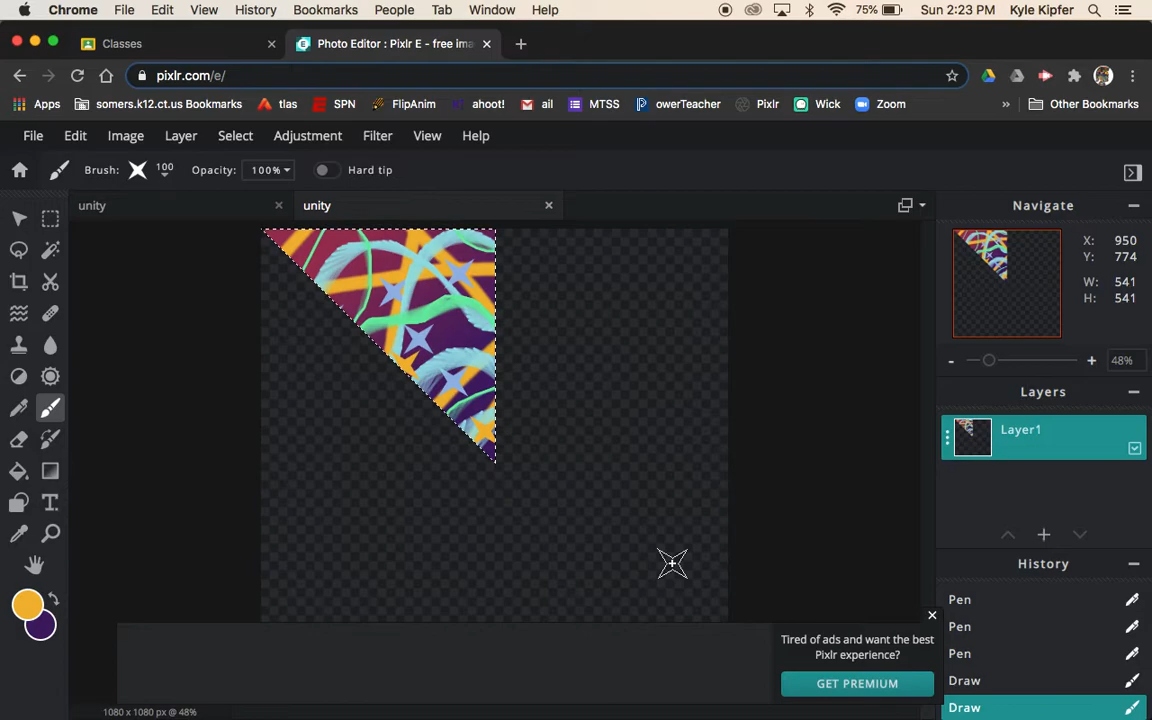 Chrome File Edit View History Bookmarks People Tab Window Help 75% Sun 2:23 PM Kyle Kipfer
Classes Photo Editor : Pixlr E - free ima
pixlr.com/e/
Apps somers.k12.ct.us Bookmarks tlas SPN FlipAnim ahoot! ail MTSS owerTeacher Pixlr Wick Zoom » Other Bookmarks
File Edit Image Layer Select Adjustment Filter View Help
Brush: 100 Opacity: 100% Hard tip
unity unity
Navigate
X: 950
Y: 774
W: 541
H: 541
- + 48%
Layers
Layer1
History
Pen
Pen
Pen
Draw
Draw
Tired of ads and want the best
Pixlr experience?
GET PREMIUM
1080 x 1080 px @ 48%